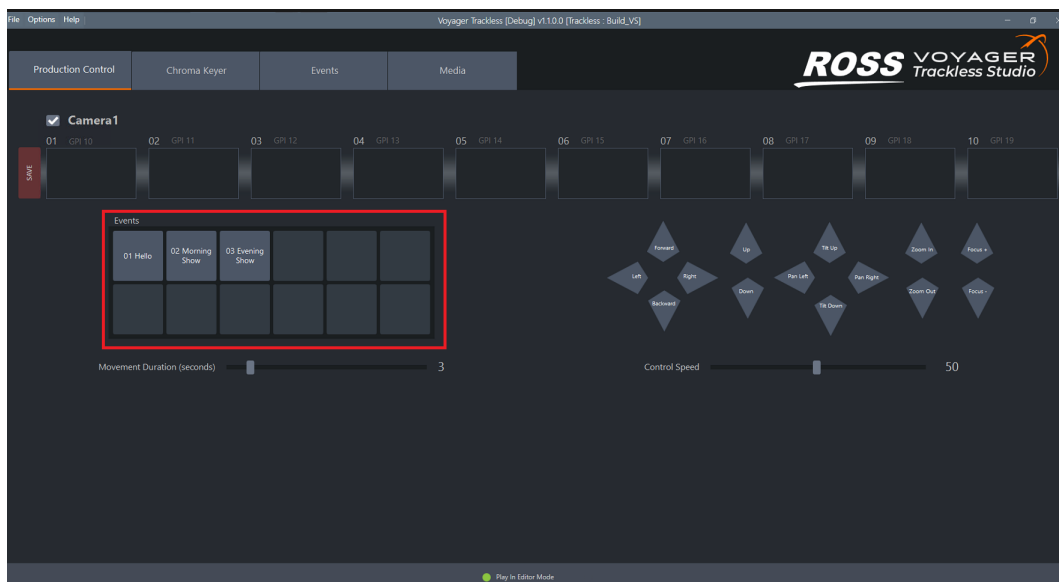 File Options Help
Voyager Trackless [Debug] v1.1.0.0 [Trackless : Build_VS]
ROSS VOYAGER
Trackless Studio
Production Control Chroma Keyer Events Media
Camera1
01 GPI 10 02 GPI 11 03 GPI 12 04 GPI 13 05 GPI 14 06 GPI 15 07 GPI 16 08 GPI 17 09 GPI 18 10 GPI 19
SAVE
Events
01 Hello
02 Morning
Show
03 Evening
Show
Forward
Left
Right
Backward
Up
Down
Tilt Up
Pan Left
Pan Right
Tilt Down
Zoom In
Zoom Out
Focus +
Focus -
Movement Duration (seconds) 3
Control Speed 50
Play In Editor Mode